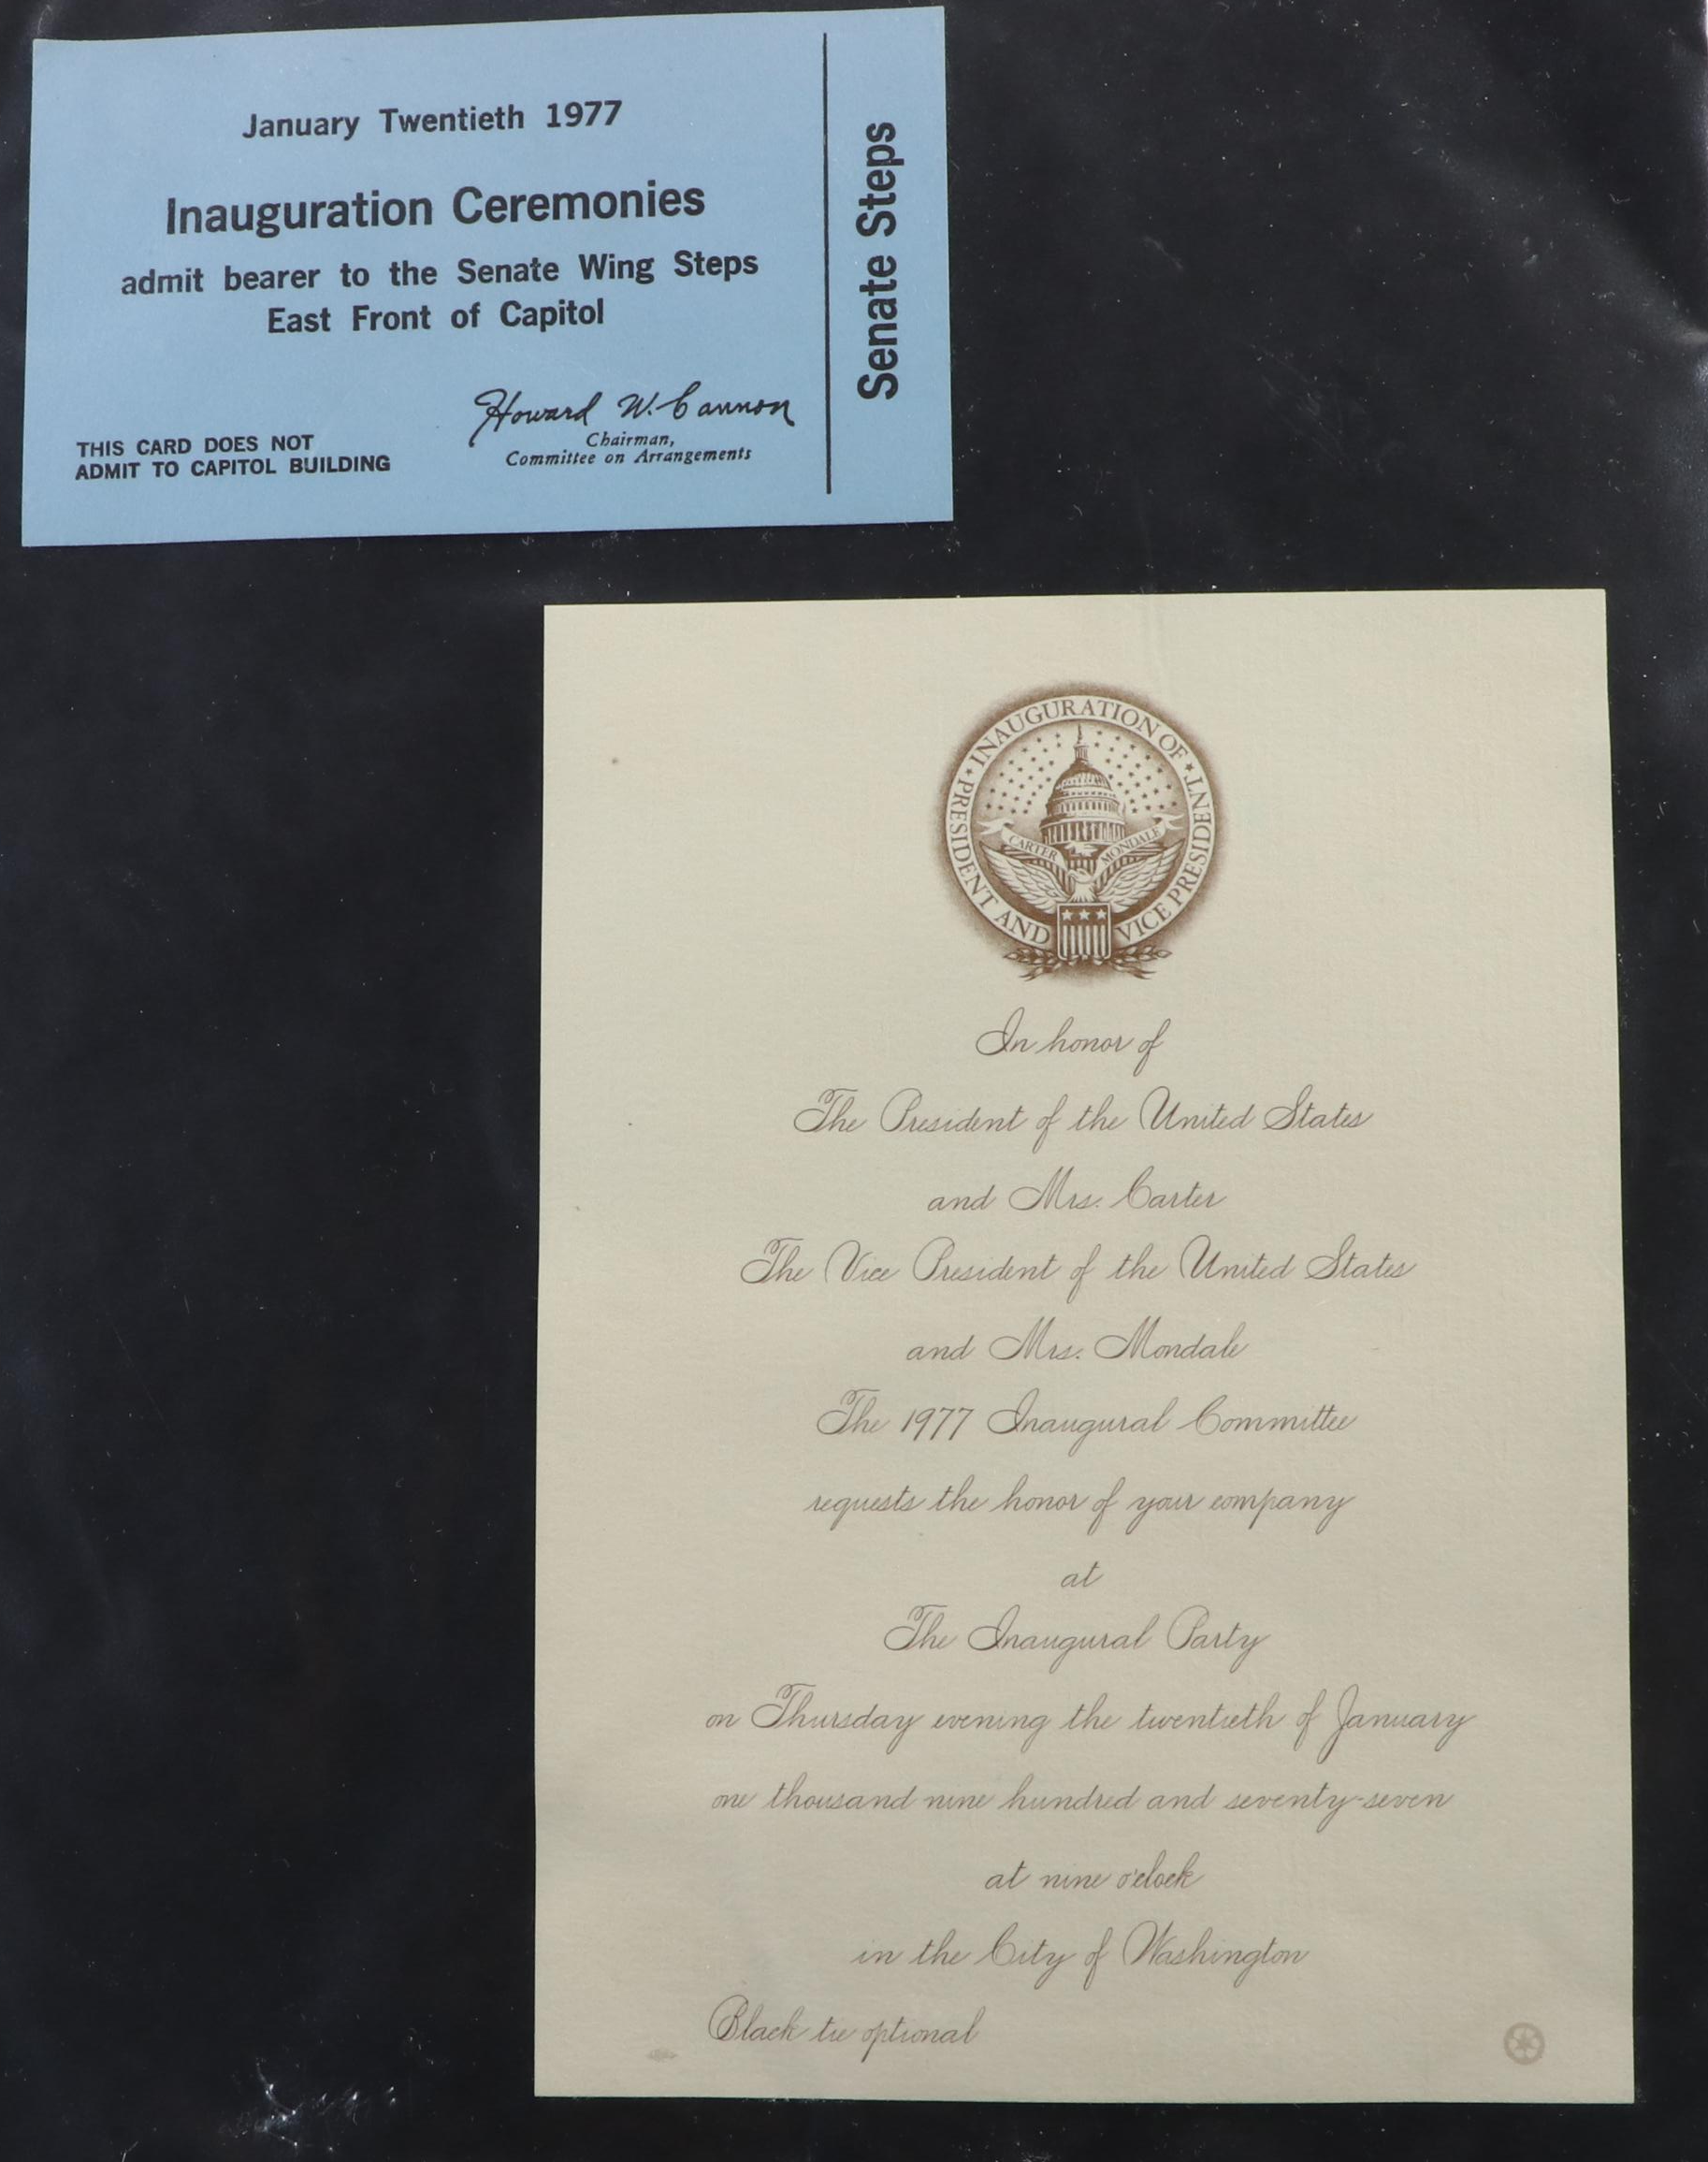 January Twentieth 1977
Inauguration Ceremonies
admit bearer to the Senate Wing Steps
East Front of Capitol
Howard W. Cannon
Chairman,
Committee on Arrangements
THIS CARD DOES NOT
ADMIT TO CAPITOL BUILDING
Senate Steps
INAUGURATION OF
PRESIDENT AND
VICE PRESIDENT
CARTER MONDALE
In honor of
The President of the United States
and Mrs. Carter
The Vice President of the United States
and Mrs. Mondale
The 1977 Inaugural Committee
requests the honor of your company
at
The Inaugural Party
on Thursday evening the twentieth of January
one thousand nine hundred and seventy-seven
at nine o'clock
in the City of Washington
Black tie optional